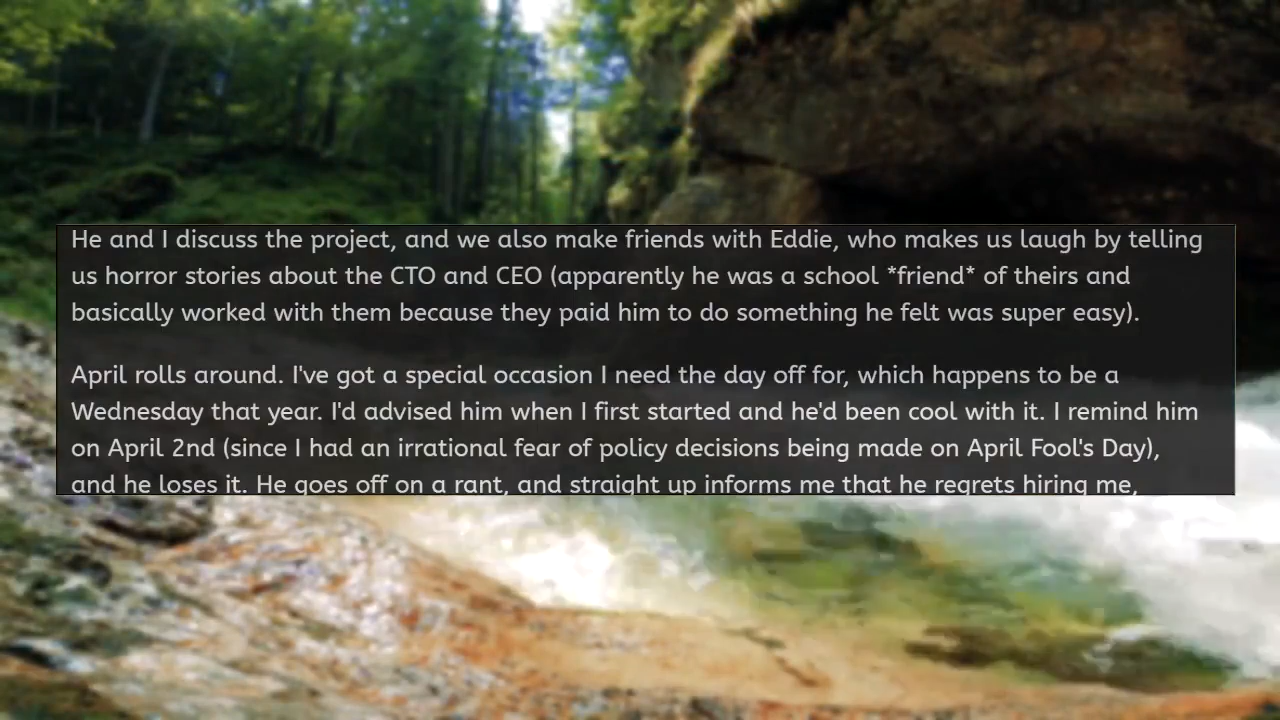 He and I discuss the project, and we also make friends with Eddie, who makes us laugh by telling
us horror stories about the CTO and CEO (apparently he was a school *friend* of theirs and
basically worked with them because they paid him to do something he felt was super easy).
April rolls around. I've got a special occasion I need the day off for, which happens to be a
Wednesday that year. I'd advised him when I first started and he'd been cool with it. I remind him
on April 2nd (since I had an irrational fear of policy decisions being made on April Fool's Day),
and he loses it. He goes off on a rant, and straight up informs me that he regrets hiring me,